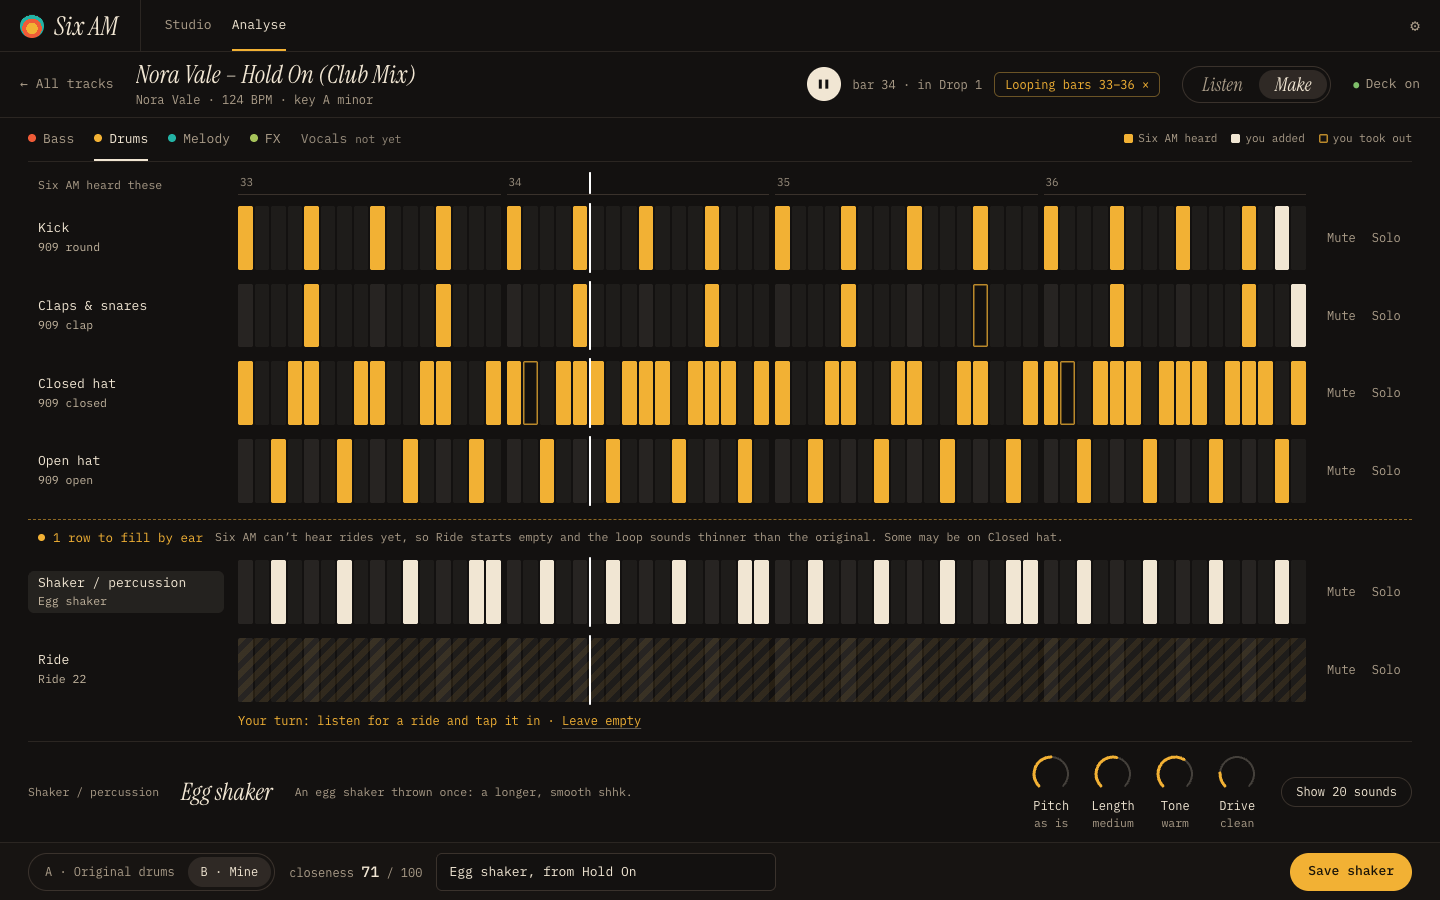 Six AM
Studio
Analyse
⚙
← All tracks
Nora Vale – Hold On (Club Mix)
Nora Vale · 124 BPM · key A minor
bar 34 · in Drop 1
Looping bars 33–36 ×
Listen
Make
Deck on
Bass
Drums
Melody
FX
Vocals not yet
Six AM heard
you added
you took out
Six AM heard these
33
34
35
36
Kick
909 round
Mute Solo
Claps & snares
909 clap
Mute Solo
Closed hat
909 closed
Mute Solo
Open hat
909 open
Mute Solo
1 row to fill by ear Six AM can’t hear rides yet, so Ride starts empty and the loop sounds thinner than the original. Some may be on Closed hat.
Shaker / percussion
Egg shaker
Mute Solo
Ride
Ride 22
Mute Solo
Your turn: listen for a ride and tap it in · Leave empty
Shaker / percussion
Egg shaker
An egg shaker thrown once: a longer, smooth shhk.
Pitch
as is
Length
medium
Tone
warm
Drive
clean
Show 20 sounds
A · Original drums
B · Mine
closeness 71 / 100
Egg shaker, from Hold On
Save shaker